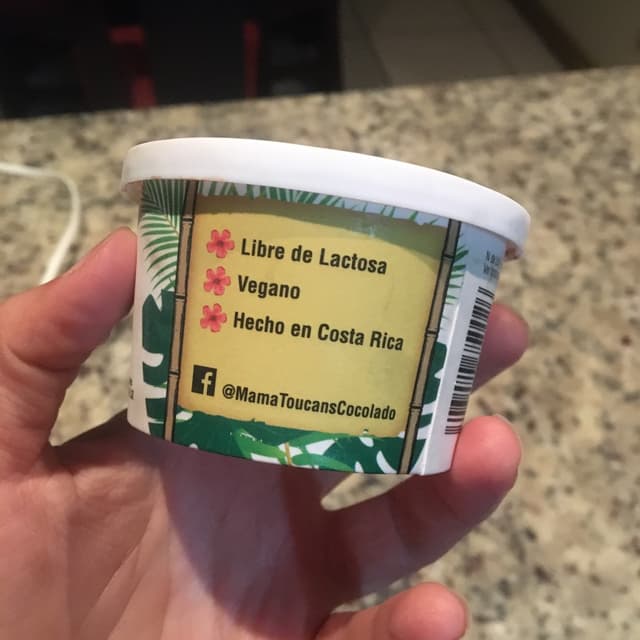 Libre de Lactosa
Vegano
Hecho en Costa Rica
f @MamaToucansCocolado